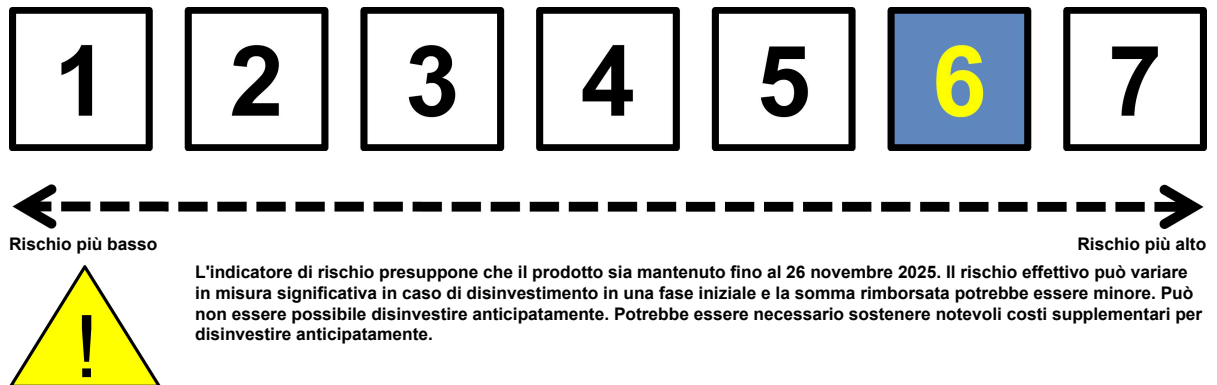 1 2 3 4 5 6 7
Rischio più basso Rischio più alto
!
L'indicatore di rischio presuppone che il prodotto sia mantenuto fino al 26 novembre 2025. Il rischio effettivo può variare
in misura significativa in caso di disinvestimento in una fase iniziale e la somma rimborsata potrebbe essere minore. Può
non essere possibile disinvestire anticipatamente. Potrebbe essere necessario sostenere notevoli costi supplementari per
disinvestire anticipatamente.